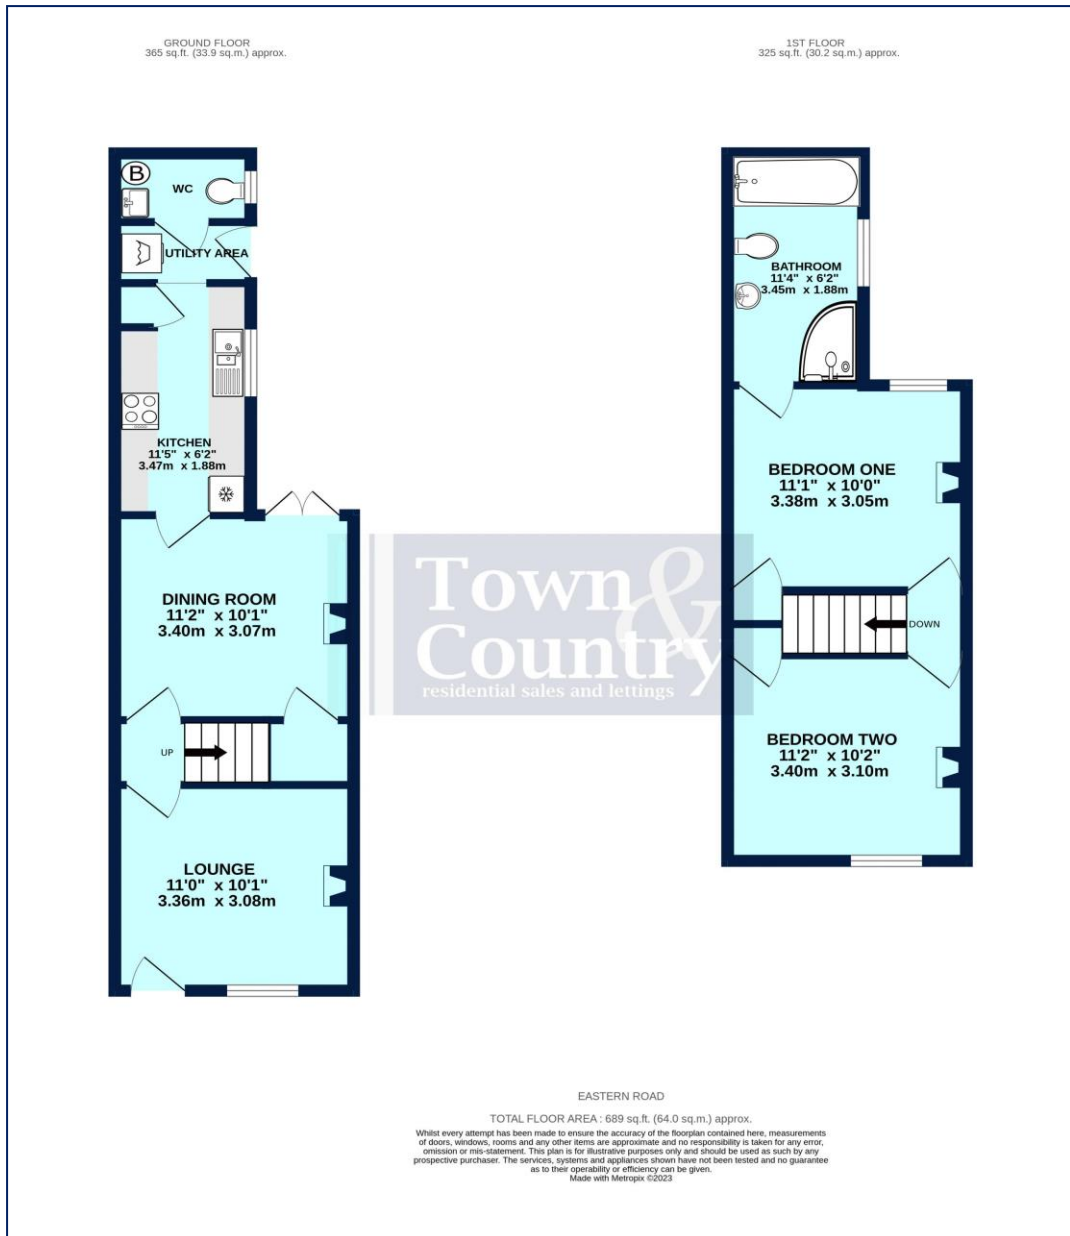 GROUND FLOOR
365 sq.ft. (33.9 sq.m.) approx.
B
WC
UTILITY AREA
KITCHEN
11'5" x 6'2"
3.47m x 1.88m
DINING ROOM
11'2" x 10'1"
3.40m x 3.07m
UP
LOUNGE
11'0" x 10'1"
3.36m x 3.08m
1ST FLOOR
325 sq.ft. (30.2 sq.m.) approx.
BATHROOM
11'4" x 6'2"
3.45m x 1.88m
BEDROOM ONE
11'1" x 10'0"
3.38m x 3.05m
DOWN
BEDROOM TWO
11'2" x 10'2"
3.40m x 3.10m
Town &
Country
residential sales and lettings
EASTERN ROAD
TOTAL FLOOR AREA : 689 sq.ft. (64.0 sq.m.) approx.
Whilst every attempt has been made to ensure the accuracy of the floorplan contained here, measurements
of doors, windows, rooms and any other items are approximate and no responsibility is taken for any error,
omission or mis-statement. This plan is for illustrative purposes only and should be used as such by any
prospective purchaser. The services, systems and appliances shown have not been tested and no guarantee
as to their operability or efficiency can be given.
Made with Metropix ©2023